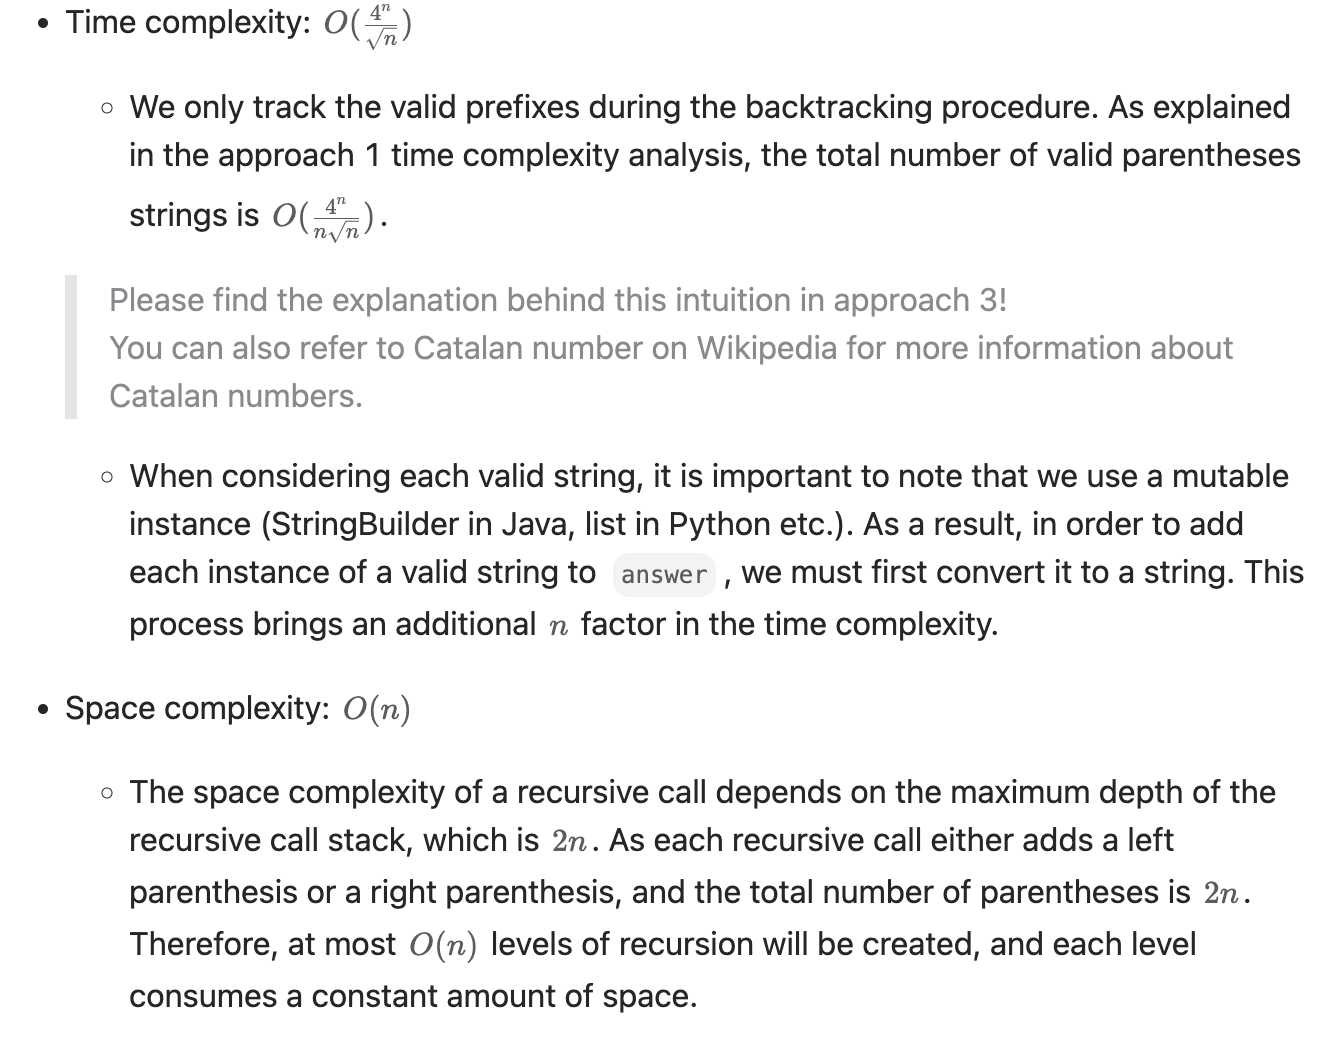 • Time complexity: O(4ⁿ/√n)
◦ We only track the valid prefixes during the backtracking procedure. As explained
in the approach 1 time complexity analysis, the total number of valid parentheses
strings is O(4ⁿ/n√n).
Please find the explanation behind this intuition in approach 3!
You can also refer to Catalan number on Wikipedia for more information about
Catalan numbers.
◦ When considering each valid string, it is important to note that we use a mutable
instance (StringBuilder in Java, list in Python etc.). As a result, in order to add
each instance of a valid string to answer, we must first convert it to a string. This
process brings an additional n factor in the time complexity.
• Space complexity: O(n)
◦ The space complexity of a recursive call depends on the maximum depth of the
recursive call stack, which is 2n. As each recursive call either adds a left
parenthesis or a right parenthesis, and the total number of parentheses is 2n.
Therefore, at most O(n) levels of recursion will be created, and each level
consumes a constant amount of space.